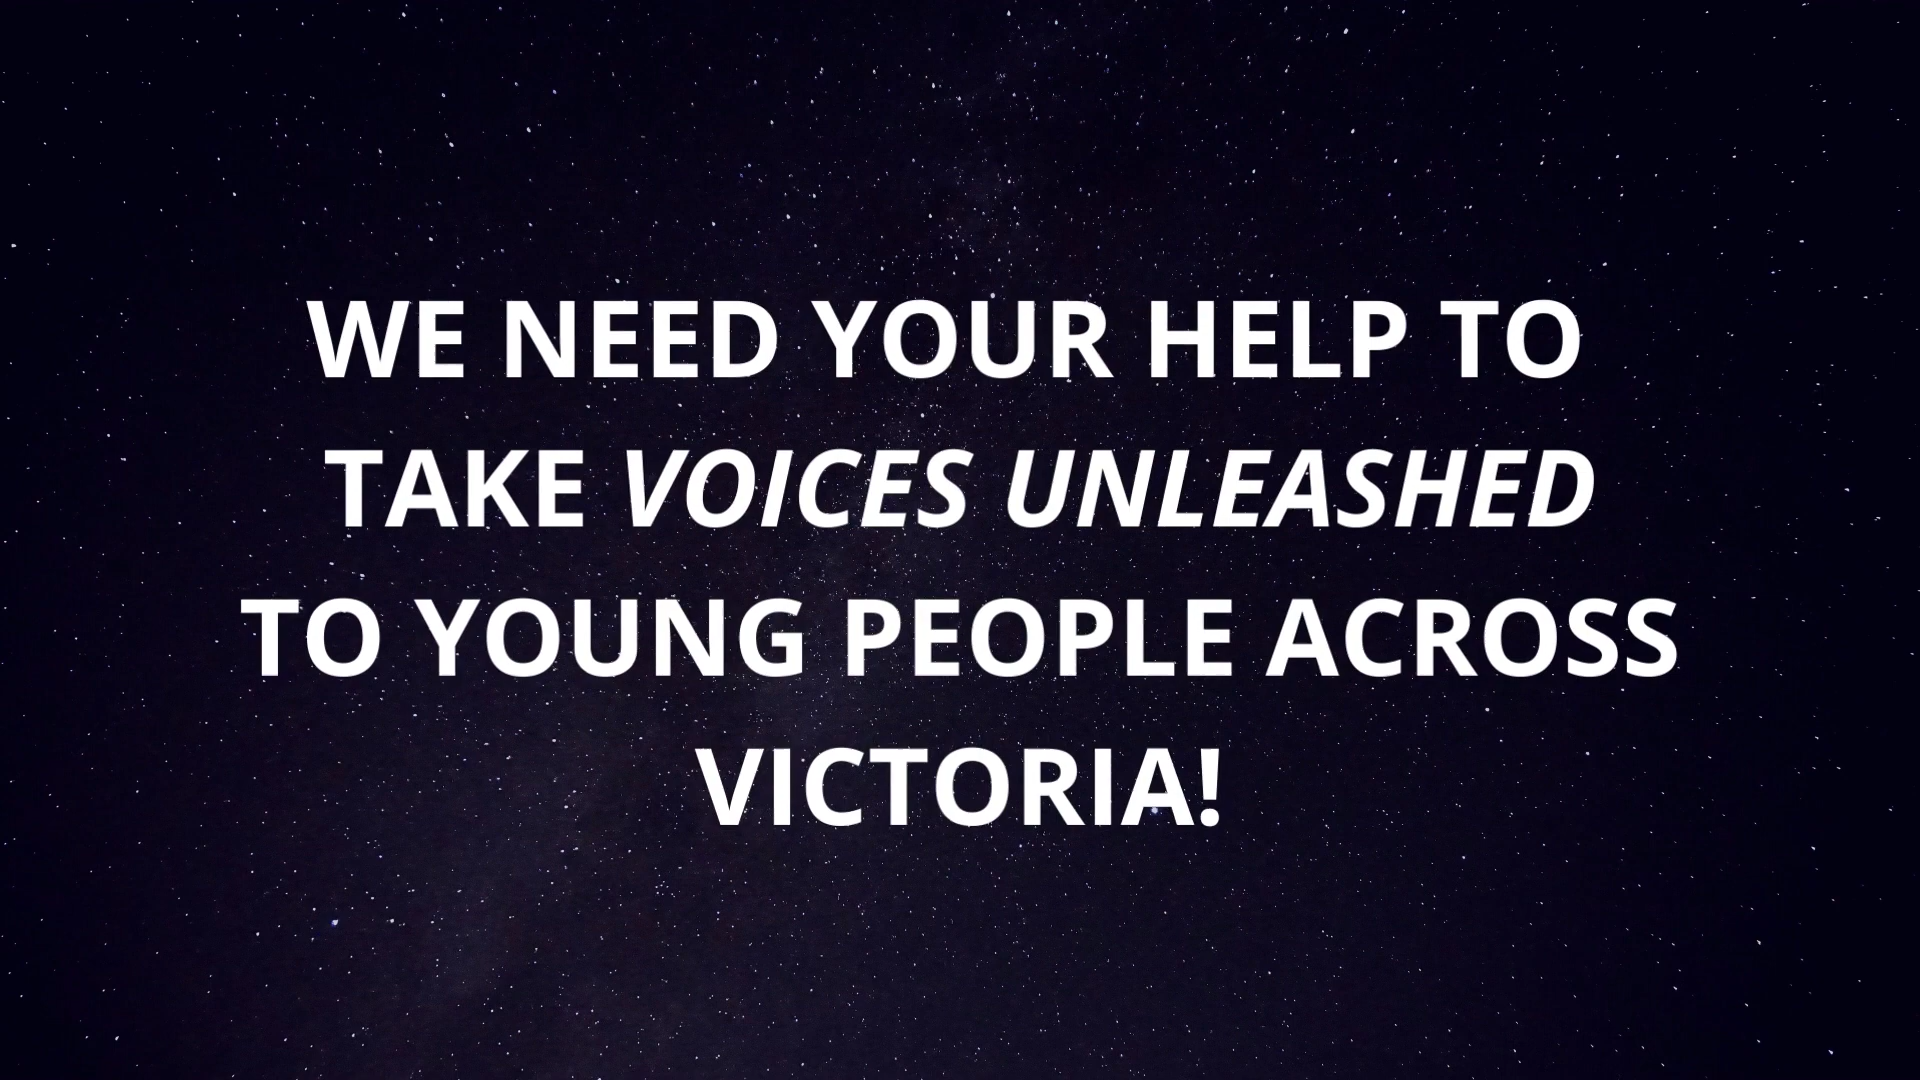 WE NEED YOUR HELP TO
TAKE VOICES UNLEASHED
TO YOUNG PEOPLE ACROSS
VICTORIA!